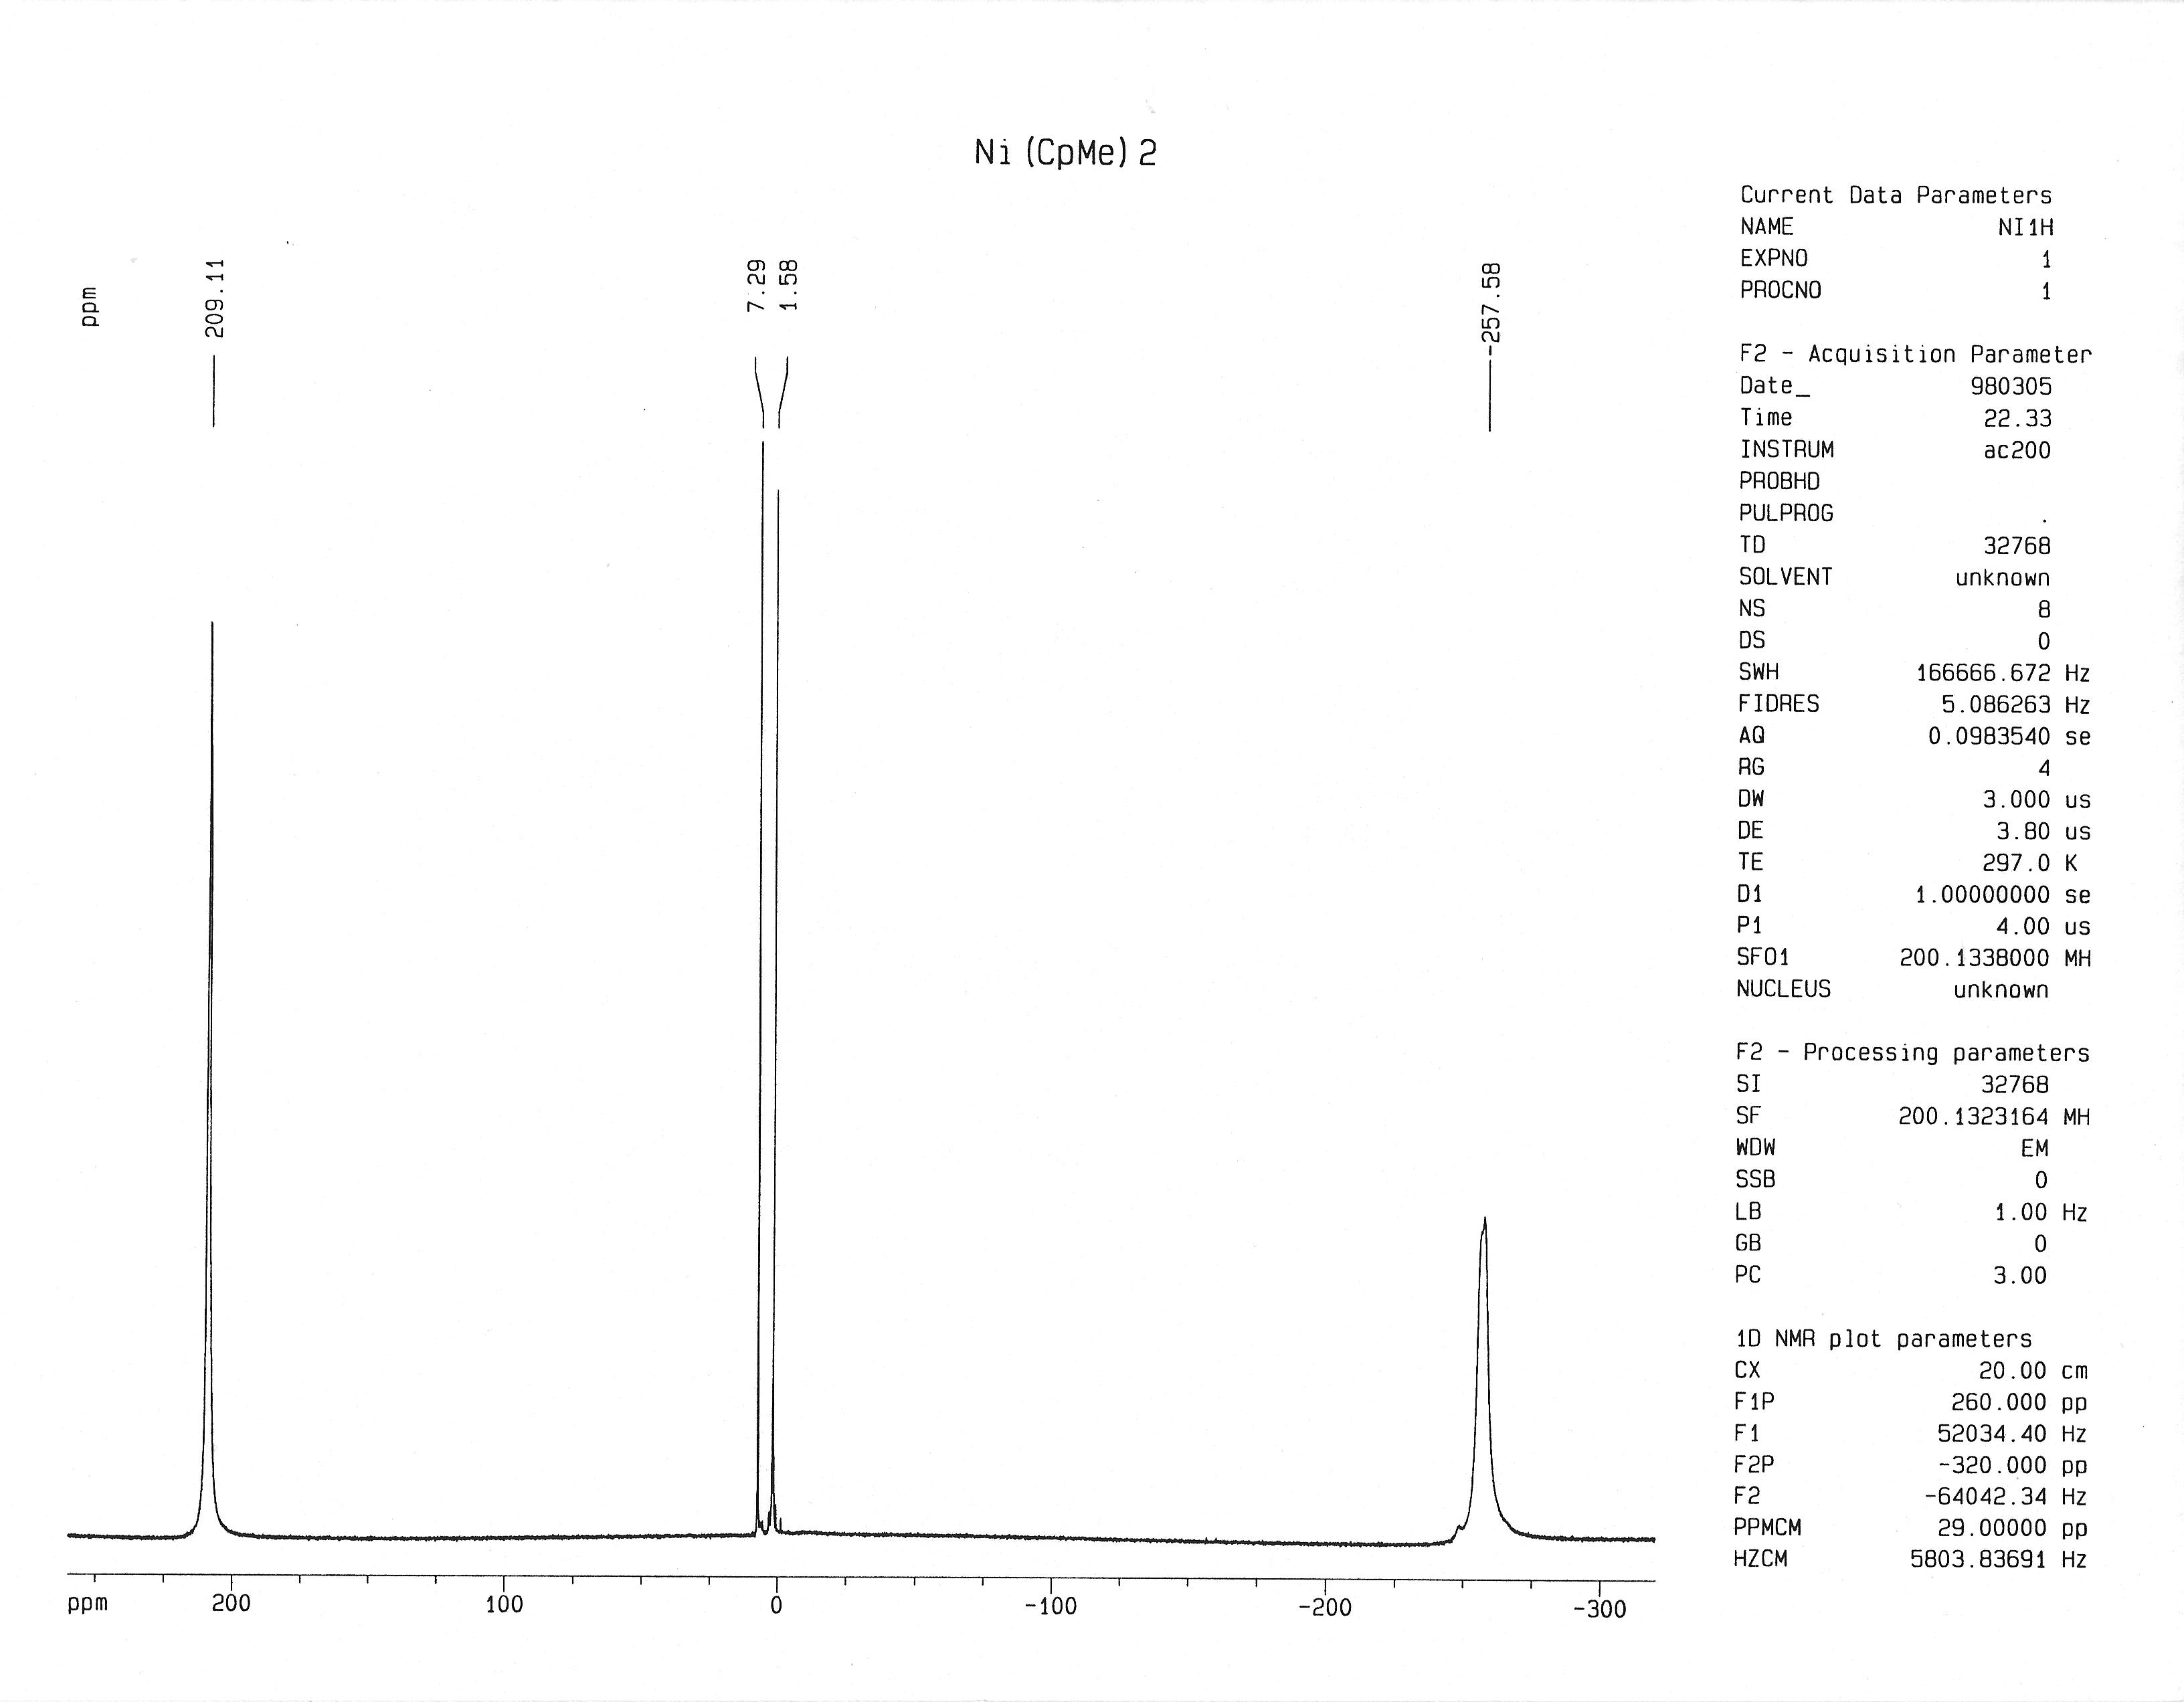 Ni (CpMe) 2
ppm
209.11
7.29
1.58
-257.58
Current Data Parameters
NAME NI1H
EXPNO 1
PROCNO 1
F2 - Acquisition Parameter
Date_ 980305
Time 22.33
INSTRUM ac200
PROBHD
PULPROG .
TD 32768
SOLVENT unknown
NS 8
DS 0
SWH 166666.672 Hz
FIDRES 5.086263 Hz
AQ 0.0983540 se
RG 4
DW 3.000 us
DE 3.80 us
TE 297.0 K
D1 1.00000000 se
P1 4.00 us
SFO1 200.1338000 MH
NUCLEUS unknown
F2 - Processing parameters
SI 32768
SF 200.1323164 MH
WDW EM
SSB 0
LB 1.00 Hz
GB 0
PC 3.00
1D NMR plot parameters
CX 20.00 cm
F1P 260.000 pp
F1 52034.40 Hz
F2P -320.000 pp
F2 -64042.34 Hz
PPMCM 29.00000 pp
HZCM 5803.83691 Hz
ppm 200 100 0 -100 -200 -300